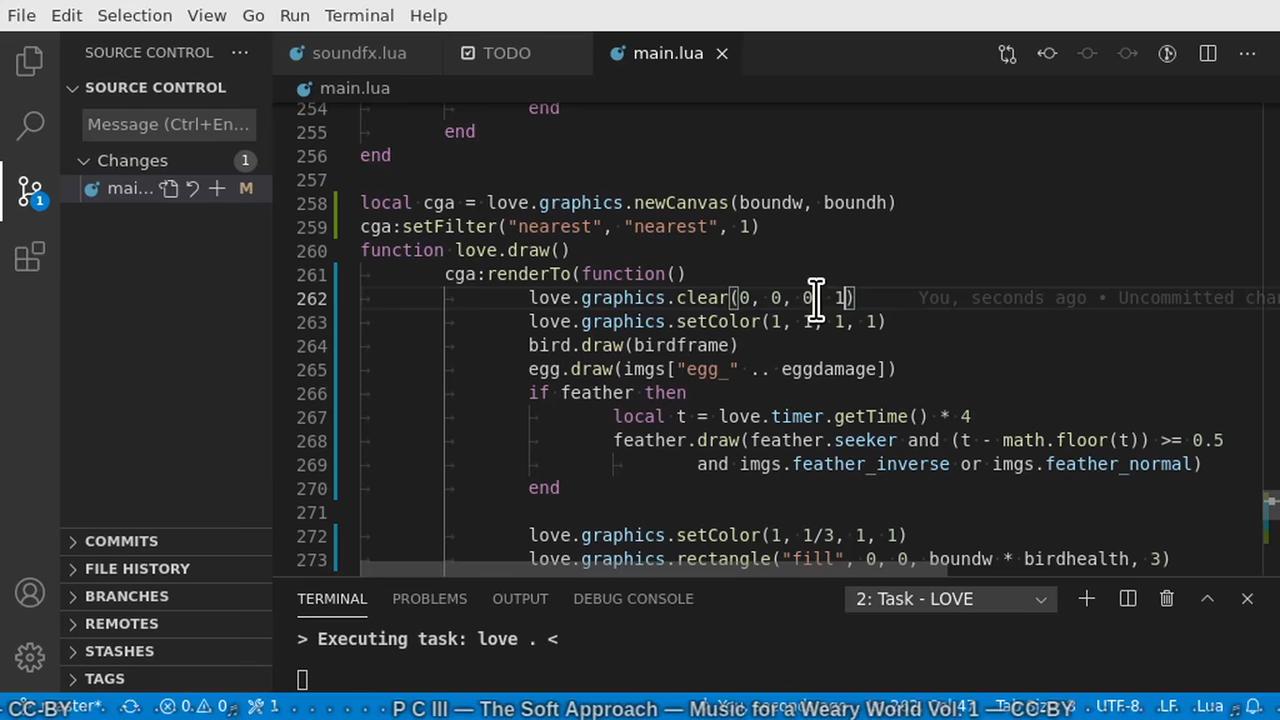 File Edit Selection View Go Run Terminal Help
SOURCE CONTROL ···
soundfx.lua
TODO
main.lua
SOURCE CONTROL
main.lua
Message (Ctrl+En...
Changes 1
mai... M
254 end
255 end
256 end
257
258 local cga = love.graphics.newCanvas(boundw, boundh)
259 cga:setFilter("nearest", "nearest", 1)
260 function love.draw()
261 cga:renderTo(function()
262 love.graphics.clear(0, 0, 0, 1) You, seconds ago • Uncommitted cha
263 love.graphics.setColor(1, 1, 1, 1)
264 bird.draw(birdframe)
265 egg.draw(imgs["egg_" .. eggdamage])
266 if feather then
267 local t = love.timer.getTime() * 4
268 feather.draw(feather.seeker and (t - math.floor(t)) >= 0.5
269 and imgs.feather_inverse or imgs.feather_normal)
270 end
271
272 love.graphics.setColor(1, 1/3, 1, 1)
273 love.graphics.rectangle("fill", 0, 0, boundw * birdhealth, 3)
COMMITS
FILE HISTORY
BRANCHES
REMOTES
STASHES
TAGS
TERMINAL PROBLEMS OUTPUT DEBUG CONSOLE 2: Task - LOVE
> Executing task: love . <
1
0 0 1
UTF-8 LF Lua
— CC-BY P C III — The Soft Approach — Music for a Weary World Vol. 1 — CC-BY